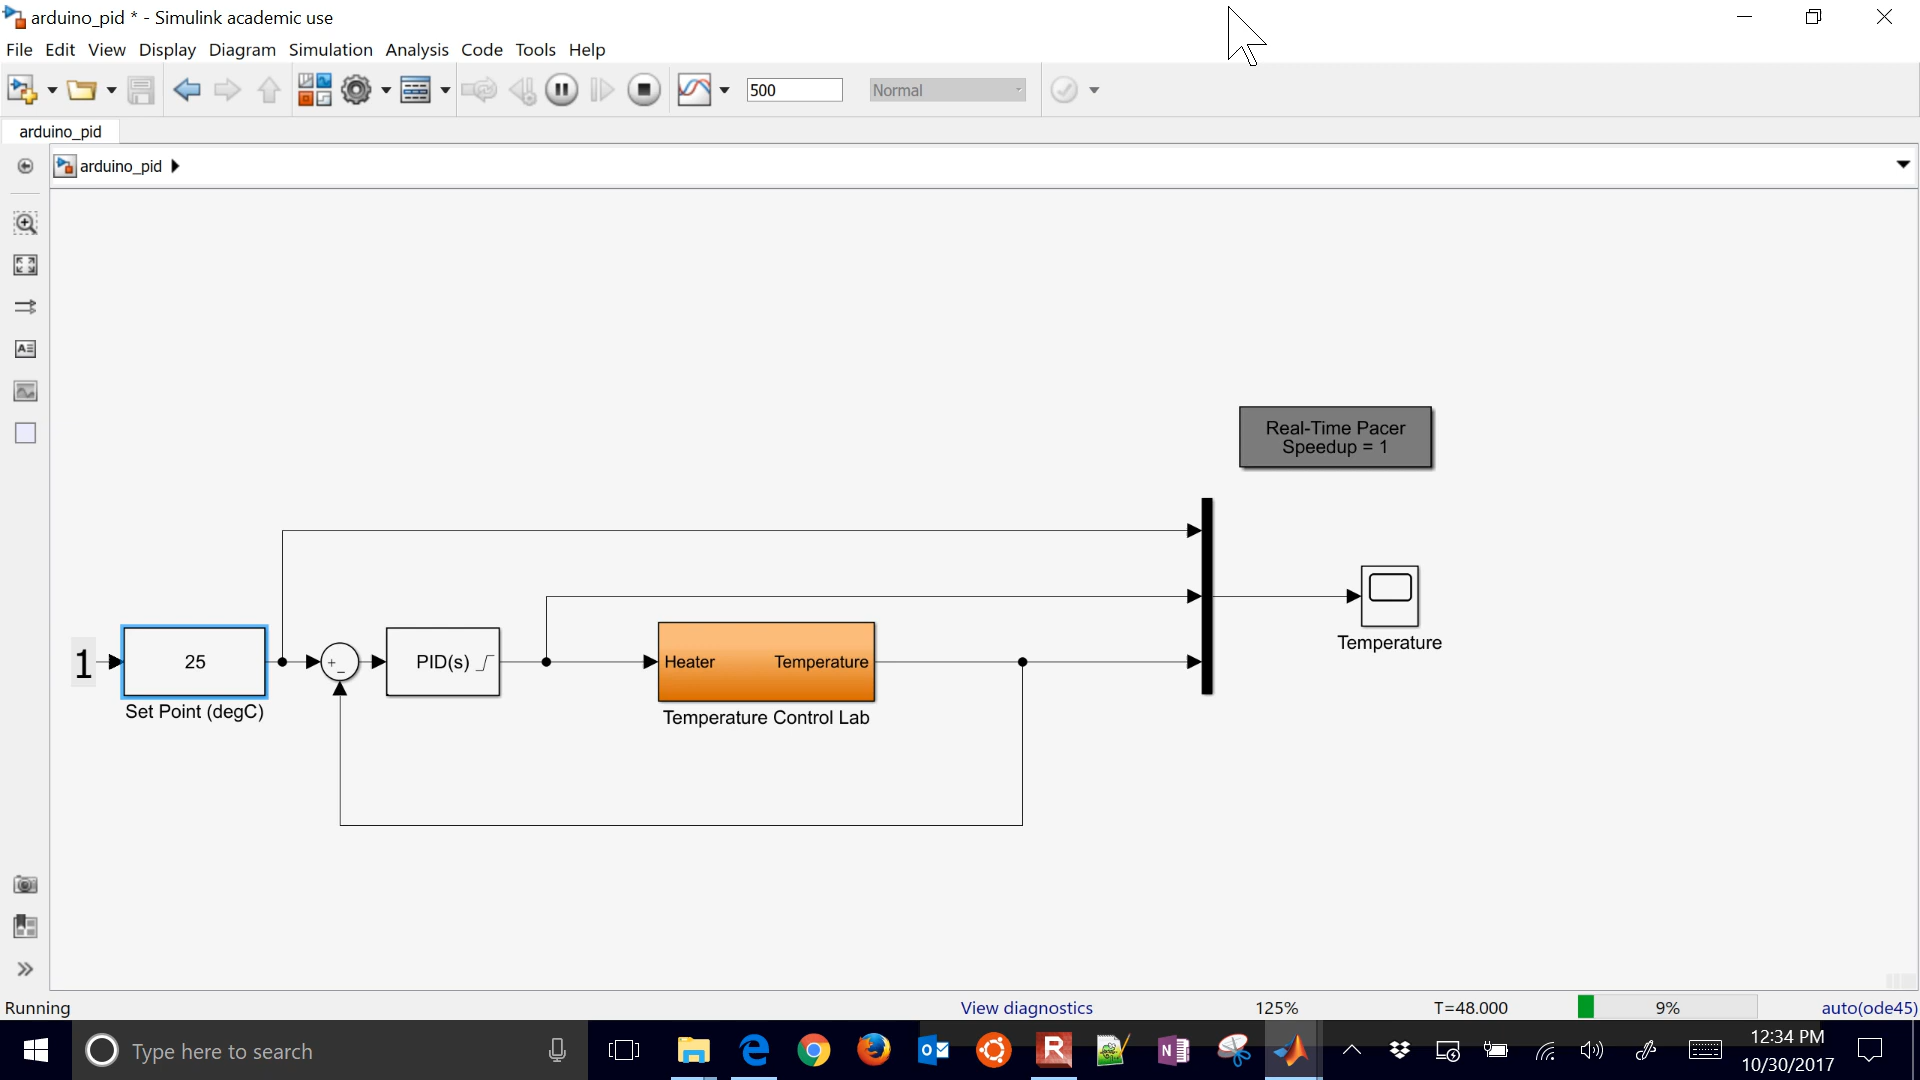 arduino_pid * - Simulink academic use
File Edit View Display Diagram Simulation Analysis Code Tools Help
500
Normal
arduino_pid
arduino_pid
Real-Time Pacer
Speedup = 1
1
25
+
-
PID(s)
Heater
Temperature
Temperature
Set Point (degC)
Temperature Control Lab
Running
View diagnostics
125%
T=48.000
9%
auto(ode45)
Type here to search
12:34 PM
10/30/2017